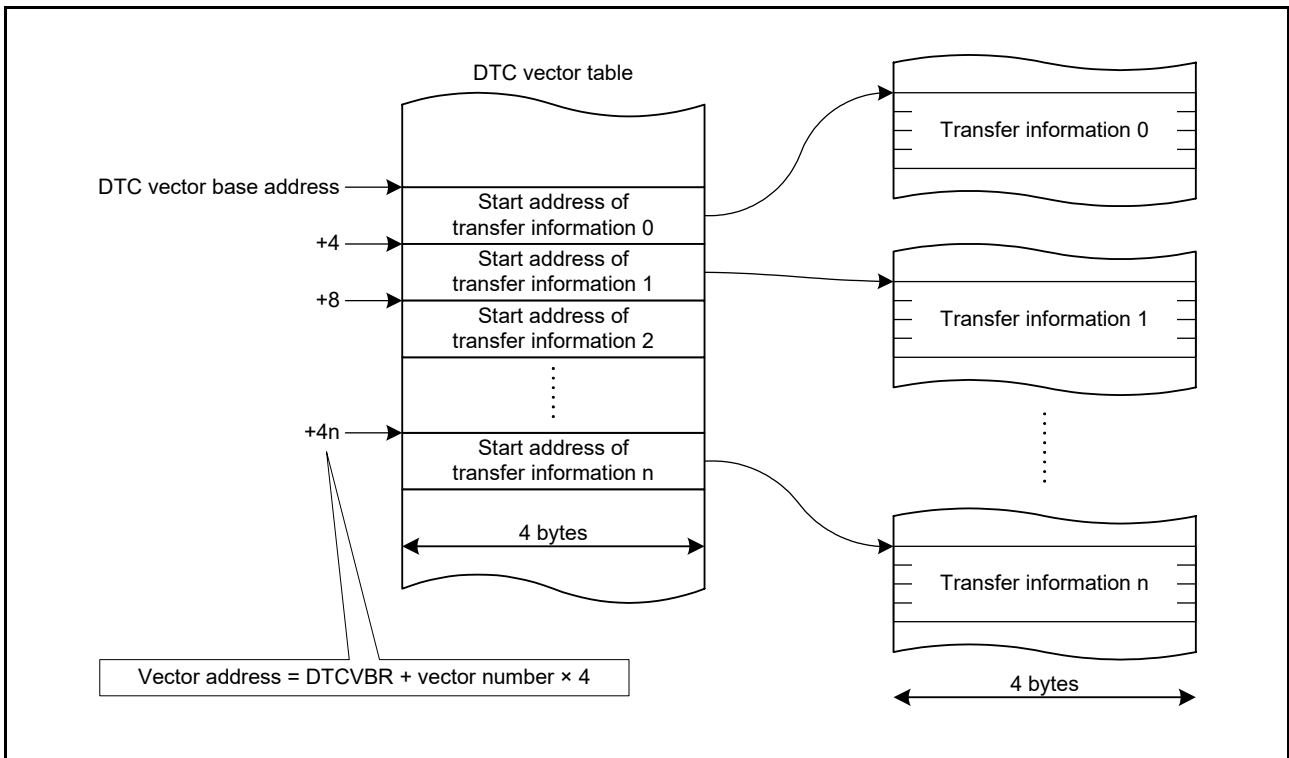 DTC vector table
DTC vector base address
Start address of
transfer information 0
+4
Start address of
transfer information 1
+8
Start address of
transfer information 2
+4n
Start address of
transfer information n
4 bytes
Vector address = DTCVBR + vector number × 4
Transfer information 0
Transfer information 1
Transfer information n
4 bytes